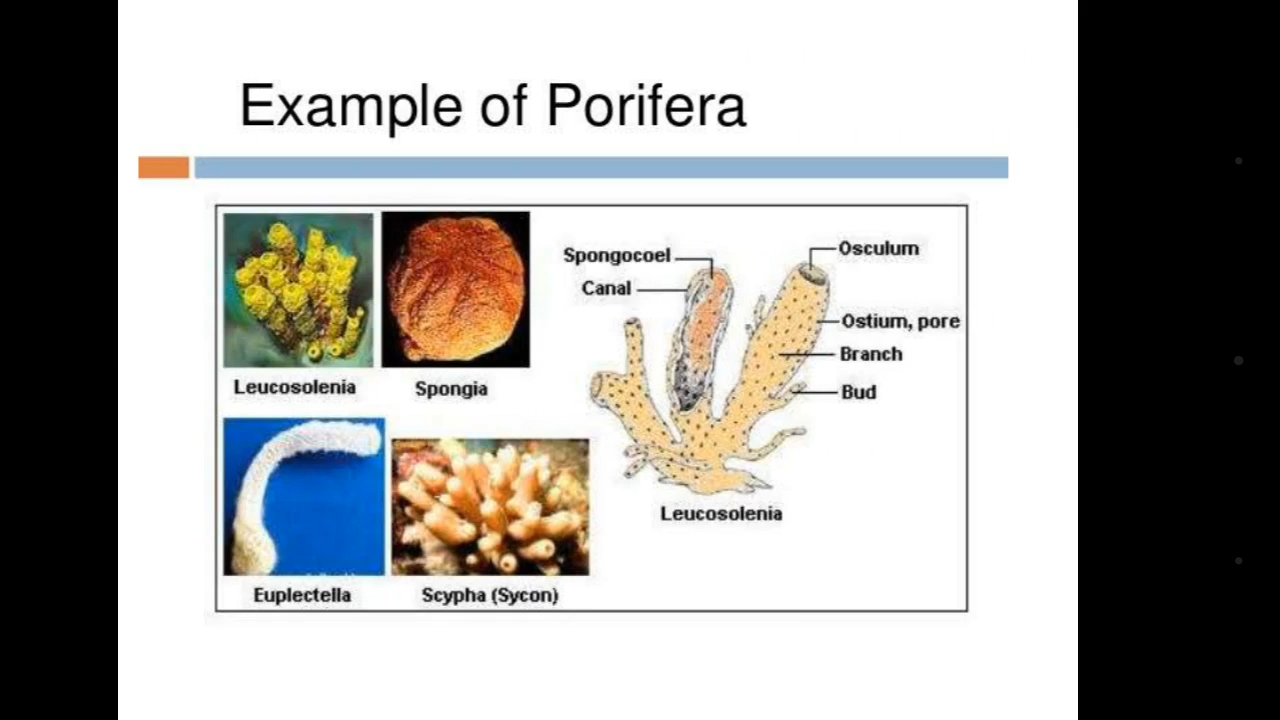 Example of Porifera
Leucosolenia
Spongia
Euplectella
Scypha (Sycon)
Spongocoel
Canal
Osculum
Ostium, pore
Branch
Bud
Leucosolenia